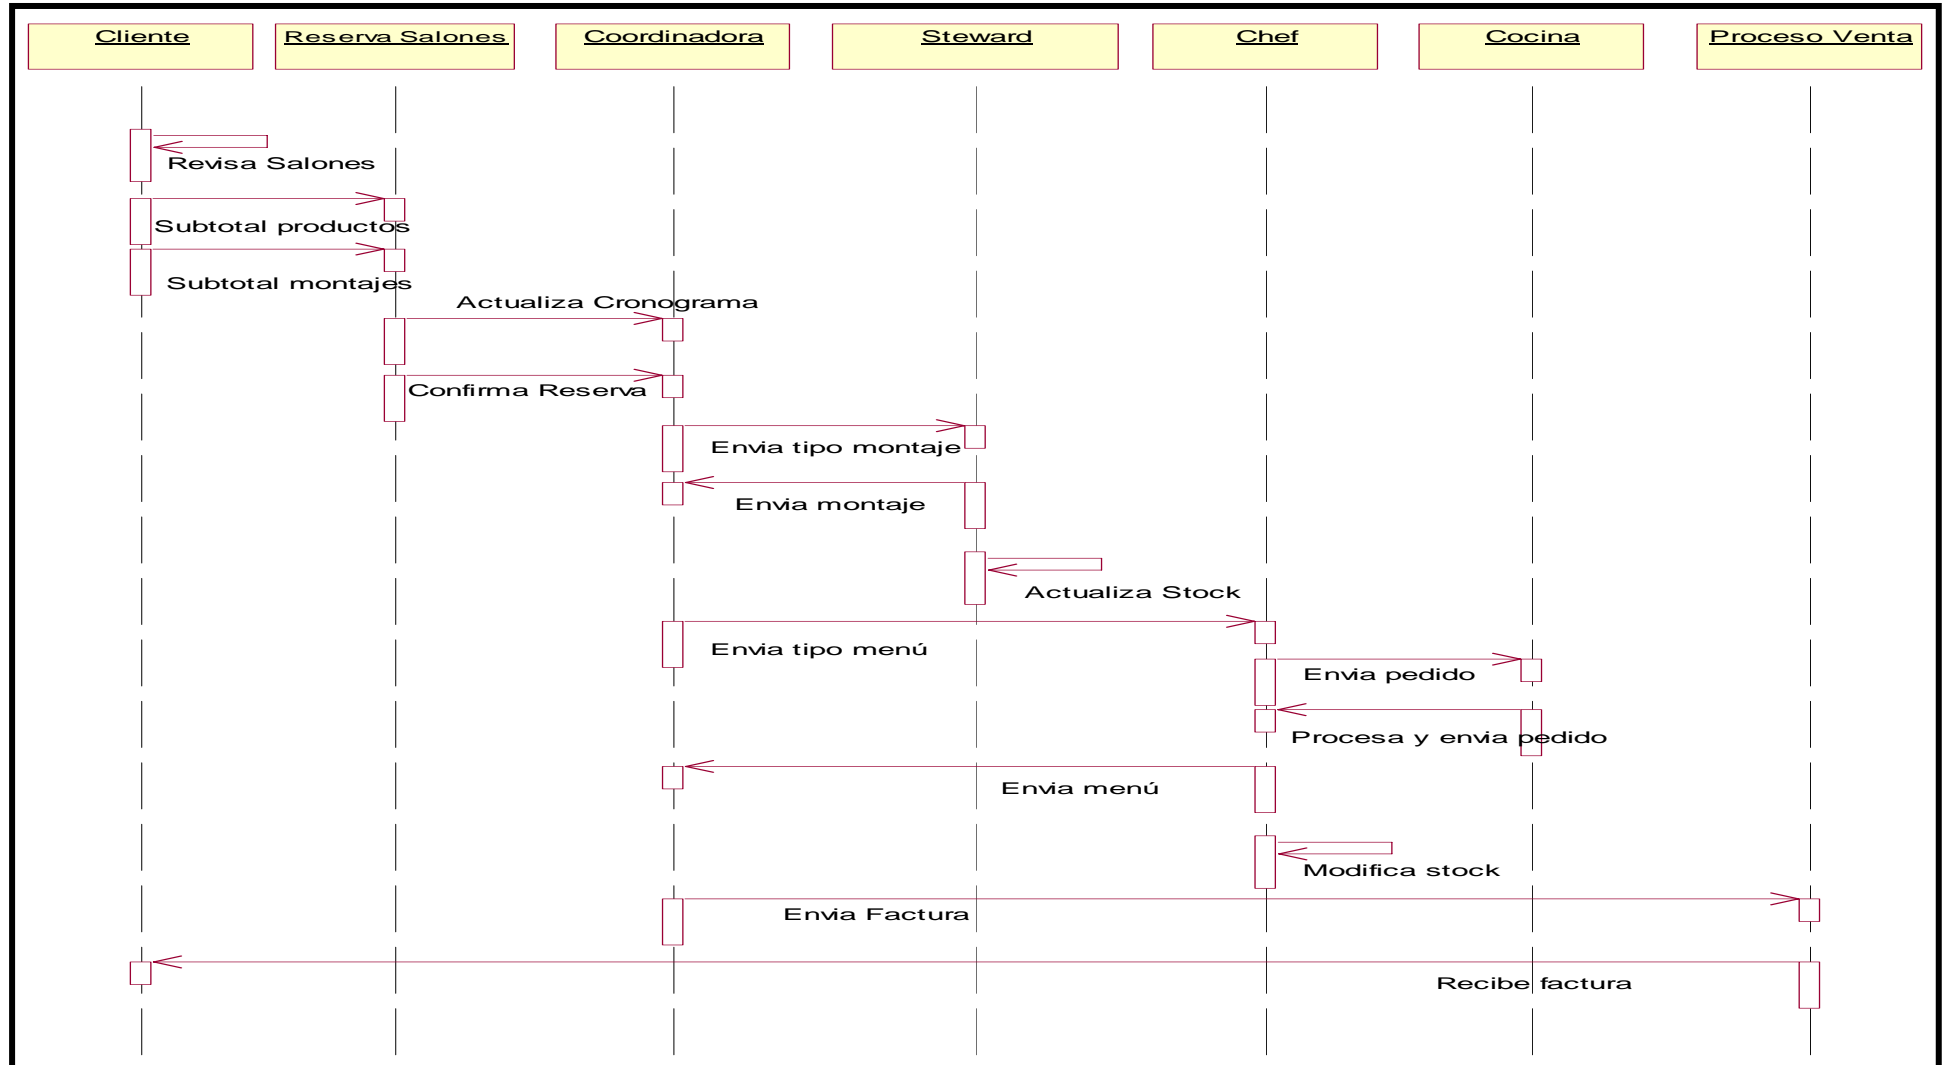 Cliente
Reserva Salones
Coordinadora
Steward
Chef
Cocina
Proceso Venta
Revisa Salones
Subtotal productos
Subtotal montajes
Actualiza Cronograma
Confirma Reserva
Envia tipo montaje
Envia montaje
Actualiza Stock
Envia tipo menú
Envia pedido
Procesa y envia pedido
Envia menú
Modifica stock
Envia Factura
Recibe factura